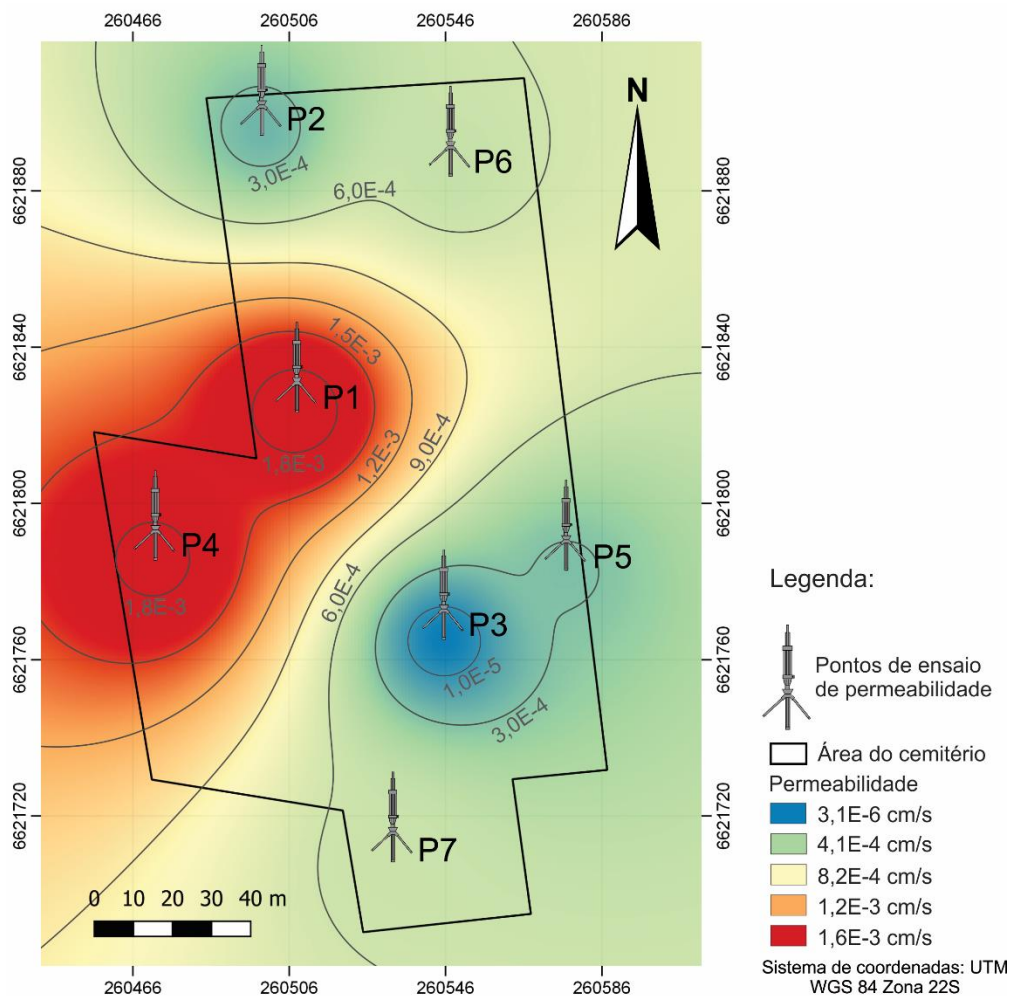 260466 260506 260546 260586
N
P2
P6
3,0E-4
6,0E-4
6621880 6621880
6621840 6621840
1,5E-3
P1
1,8E-3
1,2E-3
9,0E-4
6621800 6621800
P4
P5
1,8E-3
6,0E-4
P3
6621760 6621760
1,0E-5
3,0E-4
6621720 6621720
P7
0 10 20 30 40 m
260466 260506 260546 260586
Legenda:
Pontos de ensaio
de permeabilidade
Área do cemitério
Permeabilidade
3,1E-6 cm/s
4,1E-4 cm/s
8,2E-4 cm/s
1,2E-3 cm/s
1,6E-3 cm/s
Sistema de coordenadas: UTM
WGS 84 Zona 22S